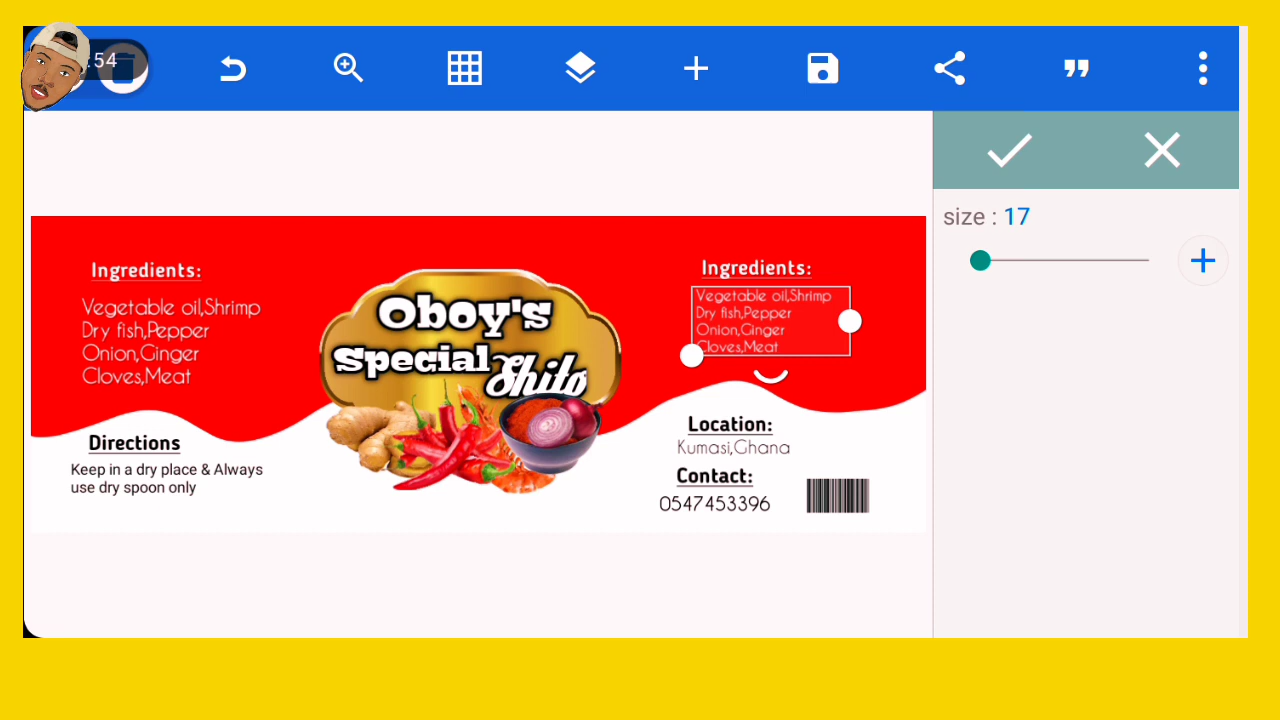 :54
size : 17
Ingredients:
Vegetable oil,Shrimp
Dry fish,Pepper
Onion,Ginger
Cloves,Meat
Directions
Keep in a dry place & Always
use dry spoon only
Oboy's
Special
Shito
Ingredients:
Vegetable oil,Shrimp
Dry fish,Pepper
Onion,Ginger
Cloves,Meat
Location:
Kumasi,Ghana
Contact:
0547453396